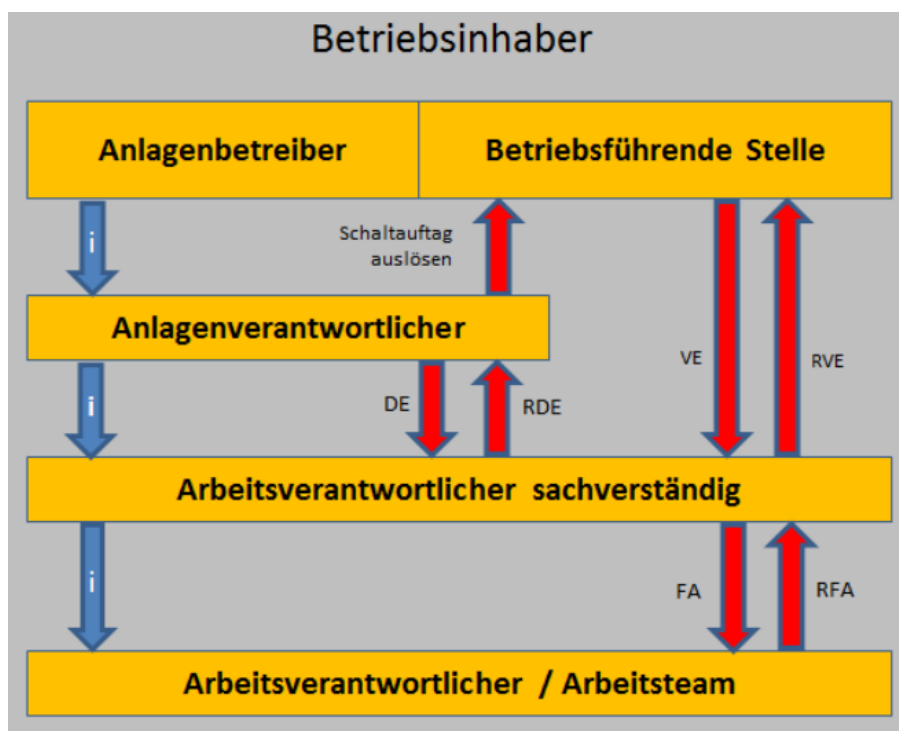 Betriebsinhaber
Anlagenbetreiber
Betriebsführende Stelle
i
Schaltauftag
auslösen
Anlagenverantwortlicher
i
DE
RDE
VE
RVE
Arbeitsverantwortlicher sachverständig
i
FA
RFA
Arbeitsverantwortlicher / Arbeitsteam